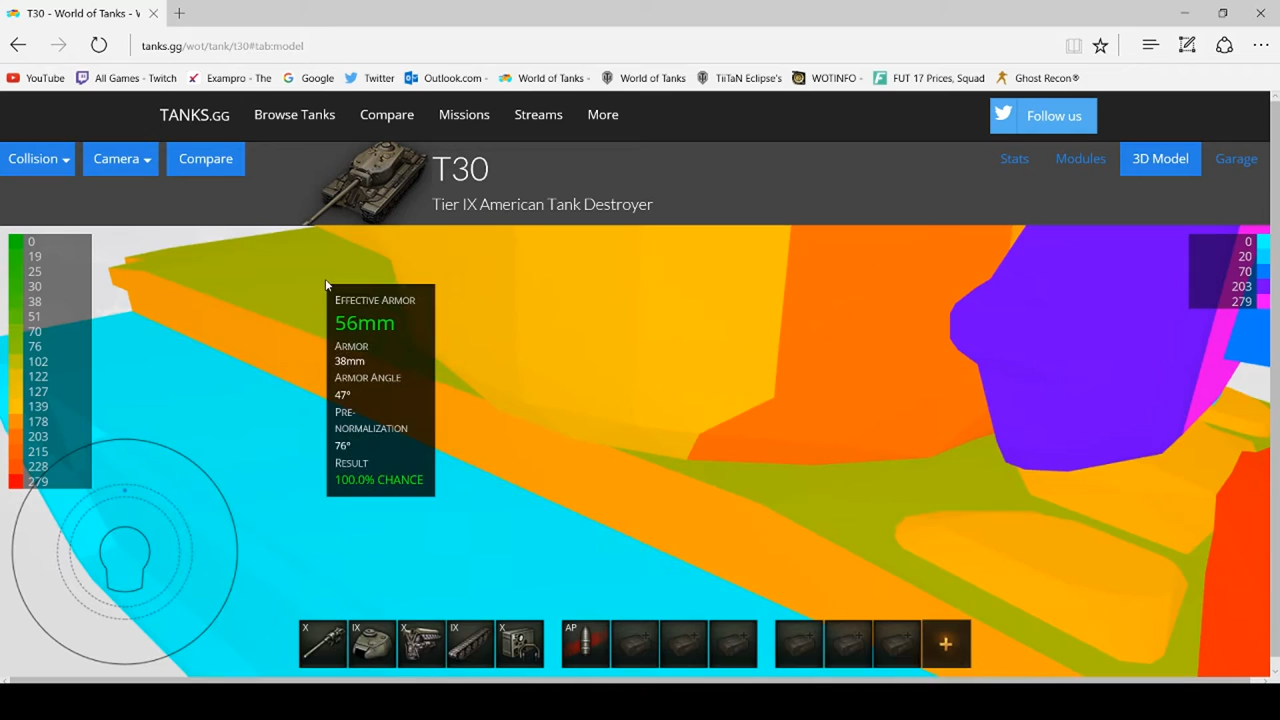 T30 - World of Tanks - W
tanks.gg/wot/tank/t30#tab:model
YouTube All Games - Twitch Exampro - The Google Twitter Outlook.com - World of Tanks - World of Tanks TiiTaN Eclipse's WOTINFO - FUT 17 Prices, Squad Ghost Recon®
TANKS.GG Browse Tanks Compare Missions Streams More Follow us
Collision Camera Compare T30 Stats Modules 3D Model Garage
Tier IX American Tank Destroyer
0
19
25
30
38
51
70
76
102
122
127
139
178
203
215
228
279
0
20
70
203
279
EFFECTIVE ARMOR
56mm
ARMOR
38mm
ARMOR ANGLE
47°
PRE-
NORMALIZATION
76°
RESULT
100.0% CHANCE
X IX X IX X AP